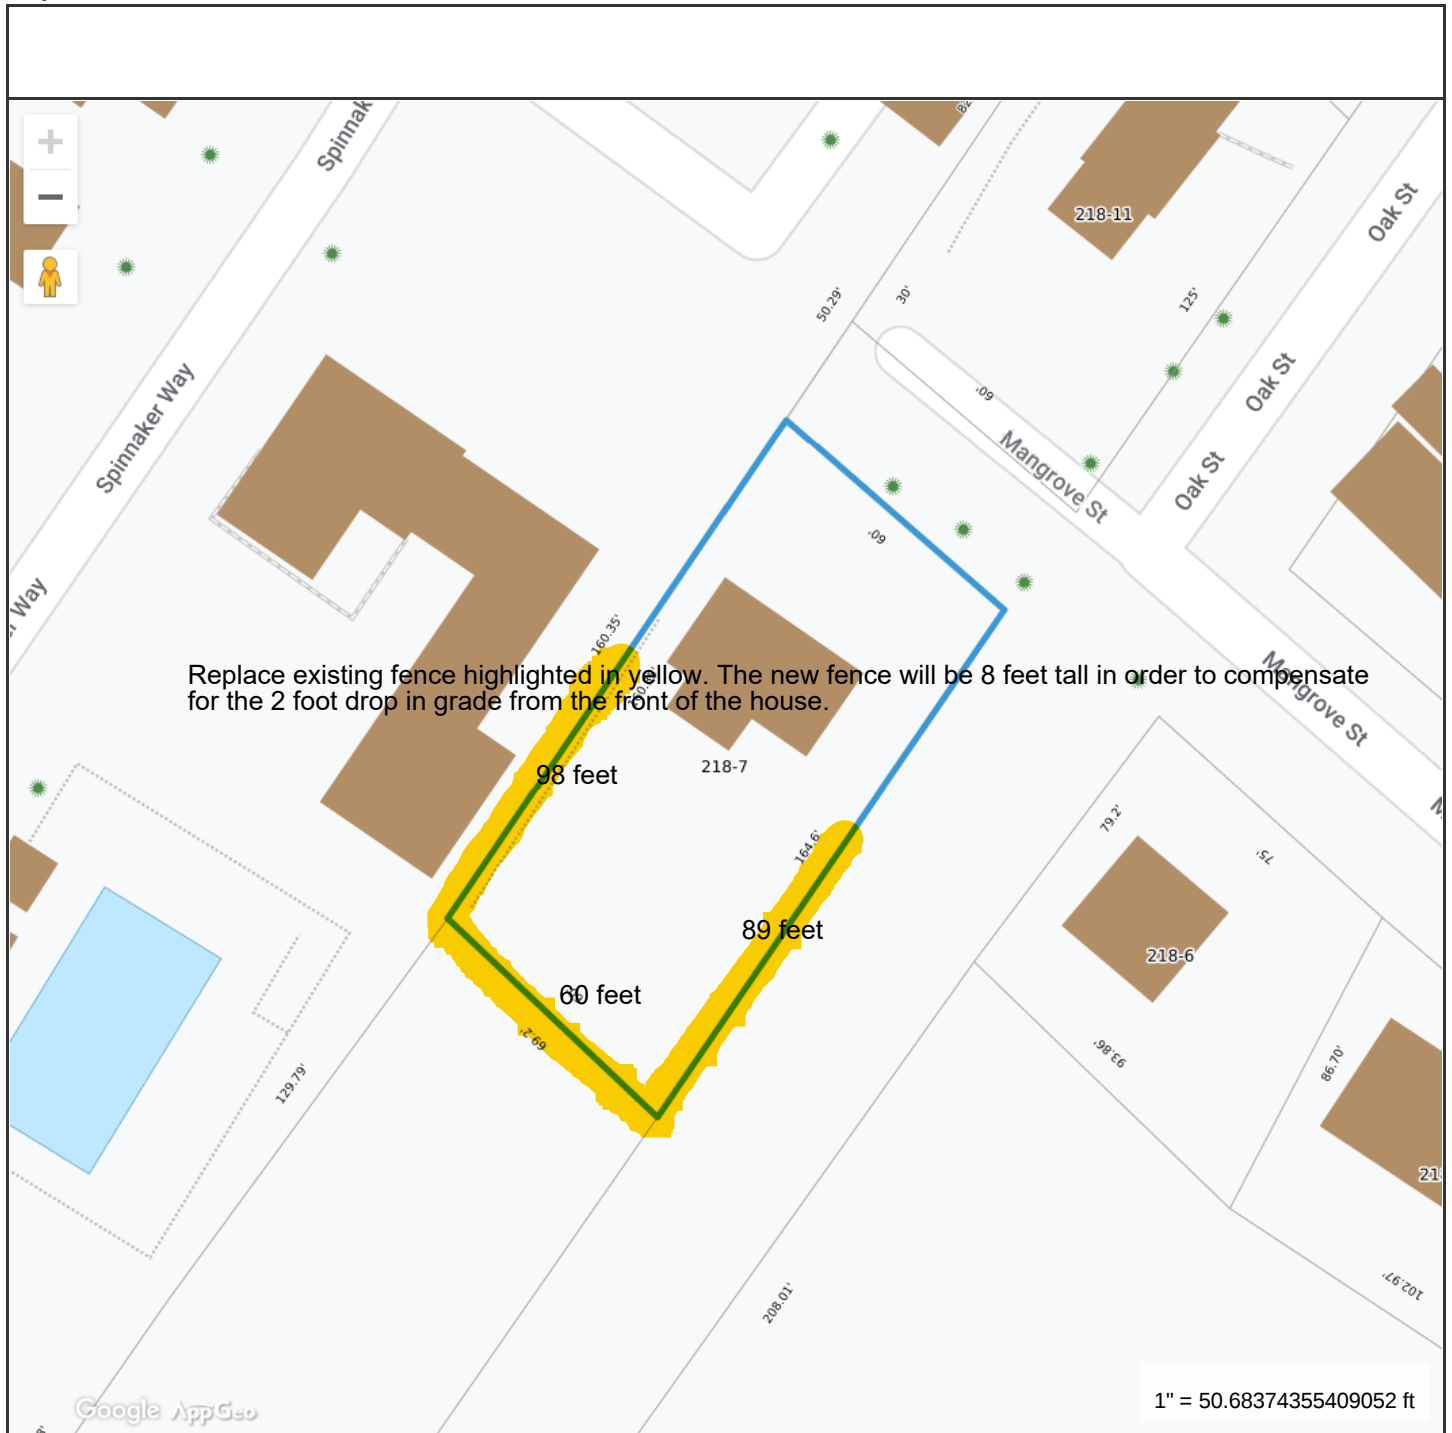 Spinnak
82
218-11
Oak St
50.29'
30'
125'
60'
Oak St
Spinnaker Way
Mangrove St
Oak St
60'
er Way
160.35'
Replace existing fence highlighted in yellow. The new fence will be 8 feet tall in order to compensate
for the 2 foot drop in grade from the front of the house.
Mangrove St
218-7
98 feet
79.2'
164.6'
75'
M
89 feet
218-6
60 feet
69.2'
93.86'
129.79'
86.70'
21
208.01'
102.97'
Google AppGeo
1" = 50.68374355409052 ft